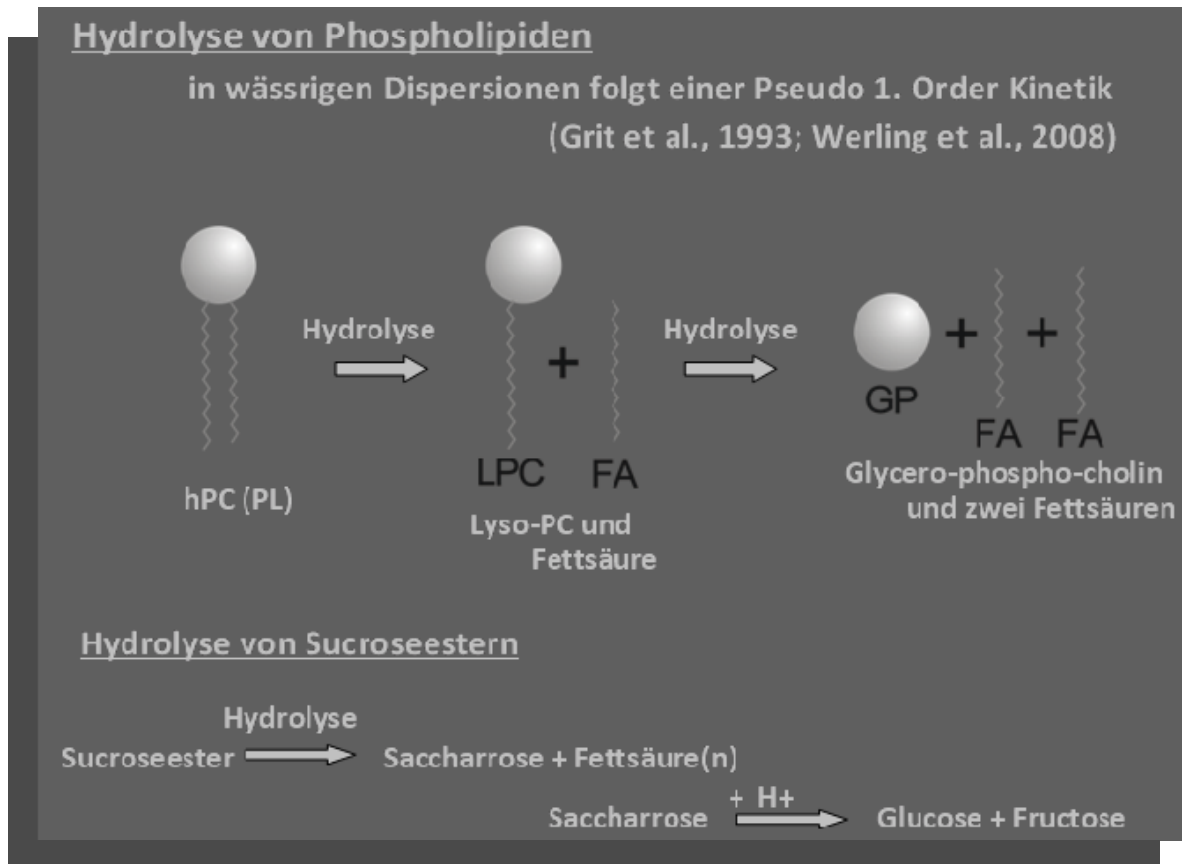 Hydrolyse von Phospholipiden
in wässrigen Dispersionen folgt einer Pseudo 1. Order Kinetik
(Grit et al., 1993; Werling et al., 2008)
Hydrolyse
Hydrolyse
+
+
+
GP
LPC
FA
FA
FA
hPC (PL)
Lyso-PC und
Fettsäure
Glycero-phospho-cholin
und zwei Fettsäuren
Hydrolyse von Sucroseestern
Hydrolyse
Sucroseester
Saccharrose + Fettsäure(n)
+ H+
Saccharrose
Glucose + Fructose